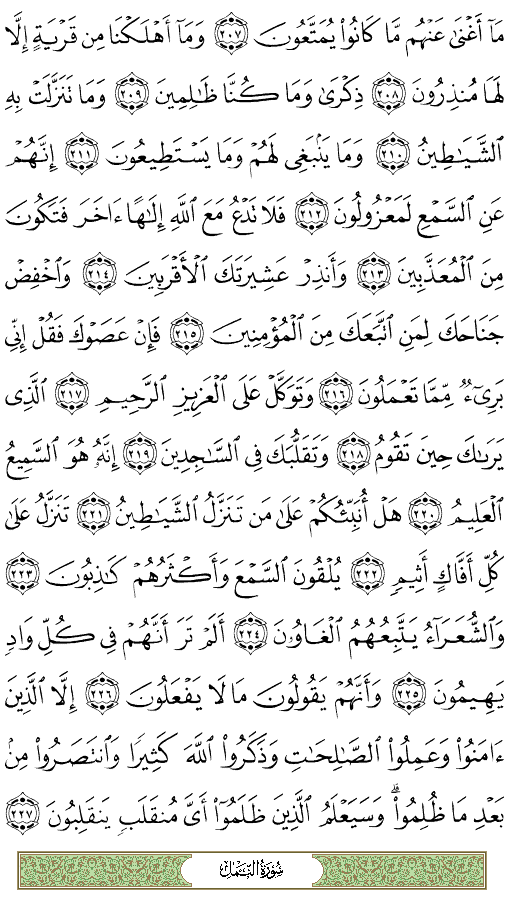 مَآ أَغۡنَىٰ عَنۡهُم مَّا كَانُواْ يُمَتَّعُونَ ٢٠٧ وَمَآ أَهۡلَكۡنَا مِن قَرۡيَةٍ إِلَّا
لَهَا مُنذِرُونَ ٢٠٨ ذِكۡرَىٰ وَمَا كُنَّا ظَٰلِمِينَ ٢٠٩ وَمَا تَنَزَّلَتۡ بِهِ
ٱلشَّيَٰطِينُ ٢١٠ وَمَا يَنۢبَغِي لَهُمۡ وَمَا يَسۡتَطِيعُونَ ٢١١ إِنَّهُمۡ
عَنِ ٱلسَّمۡعِ لَمَعۡزُولُونَ ٢١٢ فَلَا تَدۡعُ مَعَ ٱللَّهِ إِلَٰهًا ءَاخَرَ فَتَكُونَ
مِنَ ٱلۡمُعَذَّبِينَ ٢١٣ وَأَنذِرۡ عَشِيرَتَكَ ٱلۡأَقۡرَبِينَ ٢١٤ وَٱخۡفِضۡ
جَنَاحَكَ لِمَنِ ٱتَّبَعَكَ مِنَ ٱلۡمُؤۡمِنِينَ ٢١٥ فَإِنۡ عَصَوۡكَ فَقُلۡ إِنِّي
بَرِيٓءٞ مِّمَّا تَعۡمَلُونَ ٢١٦ وَتَوَكَّلۡ عَلَى ٱلۡعَزِيزِ ٱلرَّحِيمِ ٢١٧ ٱلَّذِي
يَرَىٰكَ حِينَ تَقُومُ ٢١٨ وَتَقَلُّبَكَ فِي ٱلسَّٰجِدِينَ ٢١٩ إِنَّهُۥ هُوَ ٱلسَّمِيعُ
ٱلۡعَلِيمُ ٢٢٠ هَلۡ أُنَبِّئُكُمۡ عَلَىٰ مَن تَنَزَّلُ ٱلشَّيَٰطِينُ ٢٢١ تَنَزَّلُ عَلَىٰ
كُلِّ أَفَّاكٍ أَثِيمٖ ٢٢٢ يُلۡقُونَ ٱلسَّمۡعَ وَأَكۡثَرُهُمۡ كَٰذِبُونَ ٢٢٣
وَٱلشُّعَرَآءُ يَتَّبِعُهُمُ ٱلۡغَاوُۥنَ ٢٢٤ أَلَمۡ تَرَ أَنَّهُمۡ فِي كُلِّ وَادٖ
يَهِيمُونَ ٢٢٥ وَأَنَّهُمۡ يَقُولُونَ مَا لَا يَفۡعَلُونَ ٢٢٦ إِلَّا ٱلَّذِينَ
ءَامَنُواْ وَعَمِلُواْ ٱلصَّٰلِحَٰتِ وَذَكَرُواْ ٱللَّهَ كَثِيرٗا وَٱنتَصَرُواْ مِنۢ
بَعۡدِ مَا ظُلِمُواْۗ وَسَيَعۡلَمُ ٱلَّذِينَ ظَلَمُوٓاْ أَيَّ مُنقَلَبٖ يَنقَلِبُونَ ٢٢٧
سُورَةُ النَّمۡلِ